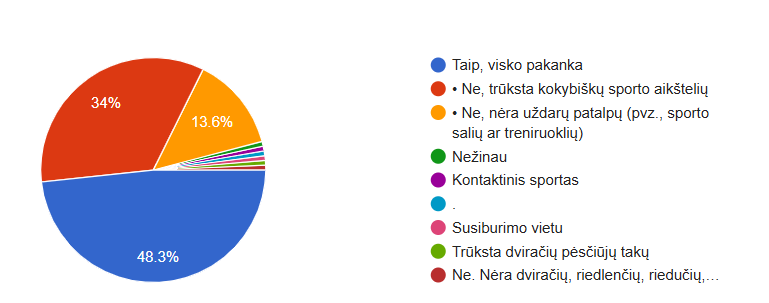 34%
13.6%
48.3%
Taip, visko pakanka
• Ne, trūksta kokybiškų sporto aikštelių
• Ne, nėra uždarų patalpų (pvz., sporto
salių ar treniruoklių)
Nežinau
Kontaktinis sportas
.
Susiburimo vietu
Trūksta dviračių pėsčiųjų takų
Ne. Nėra dviračių, riedlenčių, riedučių,…